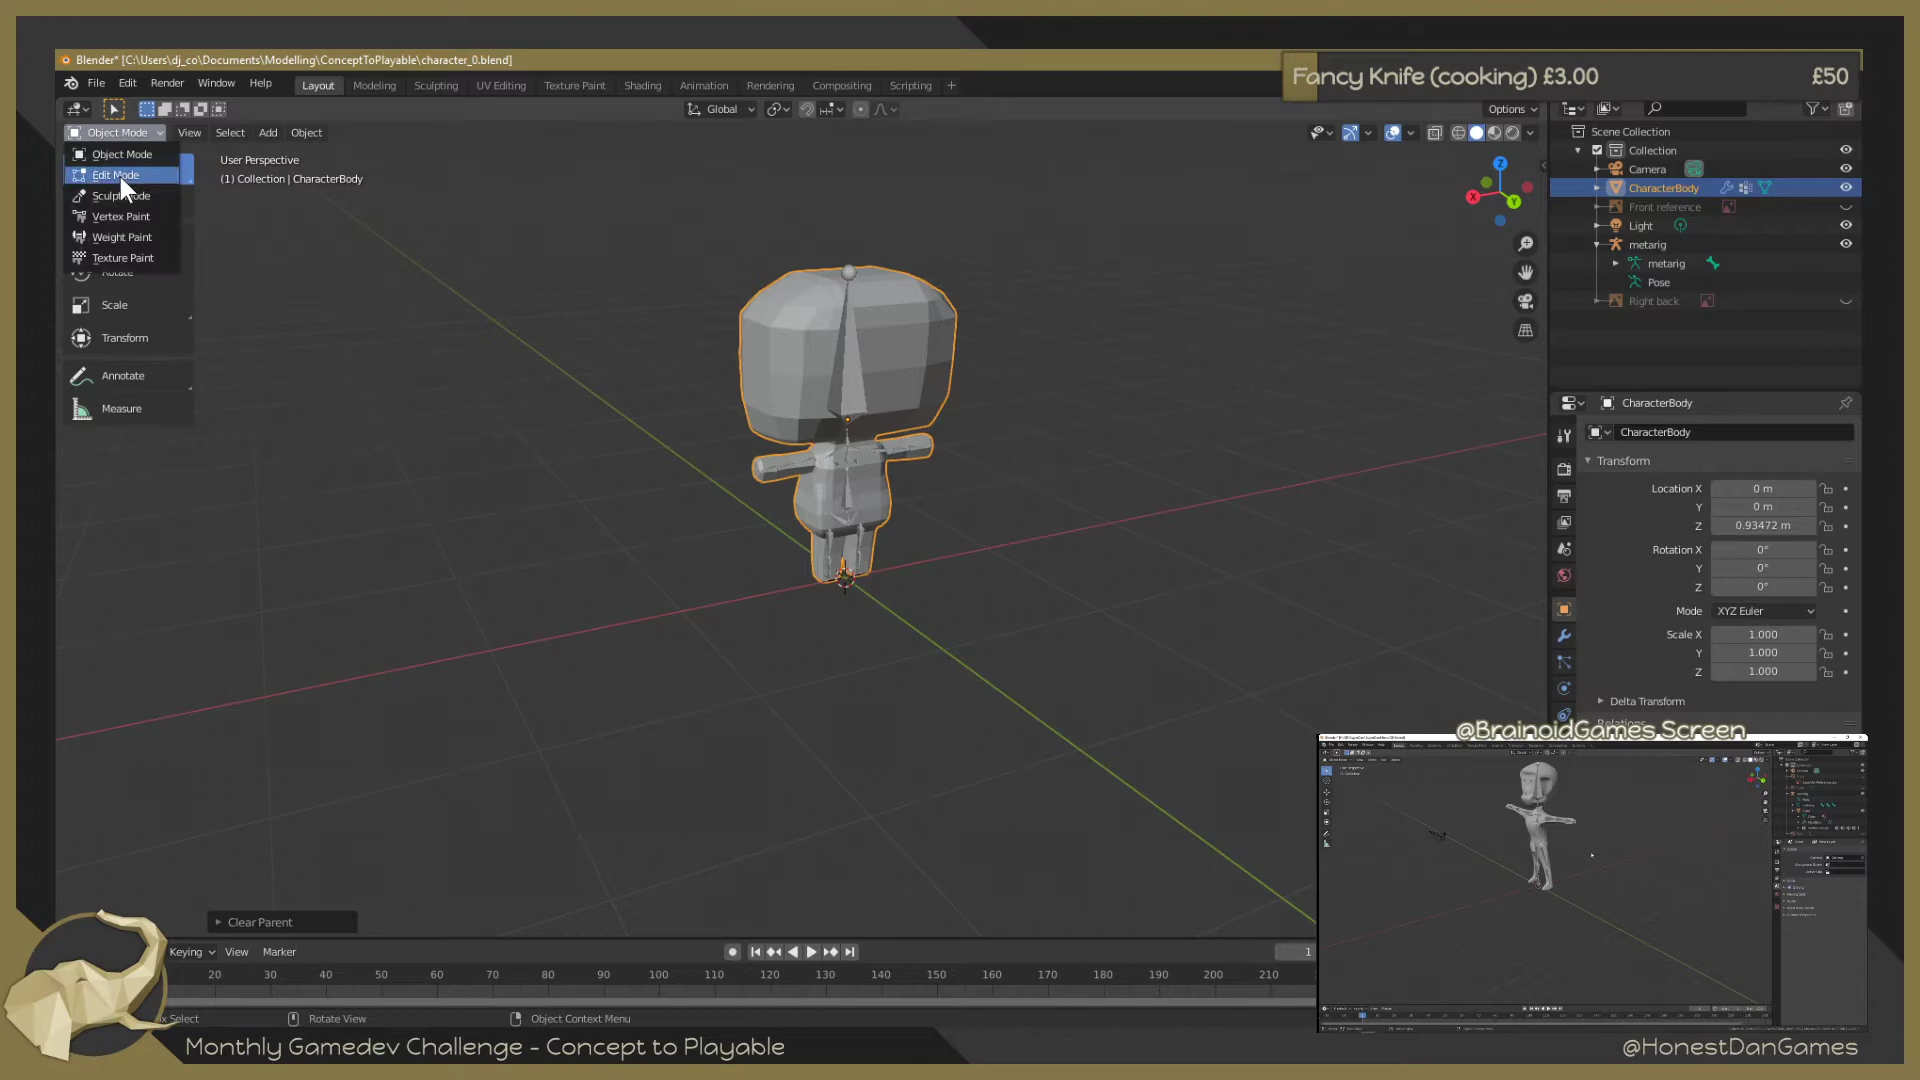 Blender* [C:\Users\dj_co\Documents\Modelling\ConceptToPlayable\character_0.blend]
Fancy Knife (cooking) £3.00 £50
File Edit Render Window Help
Layout Modeling Sculpting UV Editing Texture Paint Shading Animation Rendering Compositing Scripting +
Global
Options
Object Mode View Select Add Object
Object Mode
Edit Mode
Sculpt Mode
Vertex Paint
Weight Paint
Texture Paint
Rotate
Scale
Transform
Annotate
Measure
User Perspective
(1) Collection | CharacterBody
Z
X
Y
Scene Collection
Collection
Camera
CharacterBody
Front reference
Light
metarig
metarig
Pose
Right back
CharacterBody
CharacterBody
Transform
Location X 0 m
Y 0 m
Z 0.93472 m
Rotation X 0°
Y 0°
Z 0°
Mode XYZ Euler
Scale X 1.000
Y 1.000
Z 1.000
Delta Transform
Relations
@BrainoidGames Screen
Clear Parent
Keying View Marker
1
20 30 40 50 60 70 80 90 100 110 120 130 140 150 160 170 180 190 200 210
x Select Rotate View Object Context Menu
Monthly Gamedev Challenge - Concept to Playable
@HonestDanGames